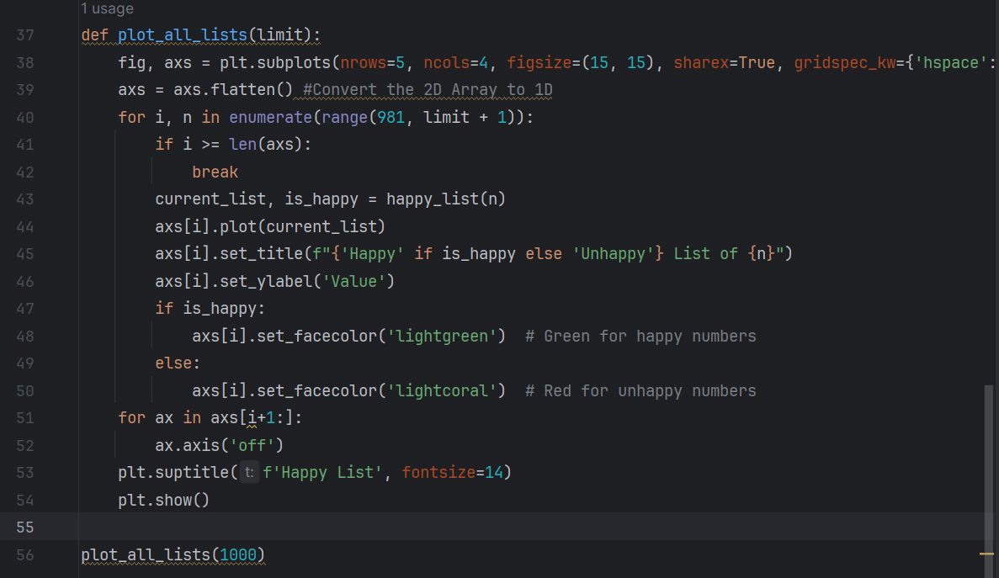 1 usage
37 def plot_all_lists(limit):
38     fig, axs = plt.subplots(nrows=5, ncols=4, figsize=(15, 15), sharex=True, gridspec_kw={'hspace':
39     axs = axs.flatten() #Convert the 2D Array to 1D
40     for i, n in enumerate(range(981, limit + 1)):
41         if i >= len(axs):
42             break
43         current_list, is_happy = happy_list(n)
44         axs[i].plot(current_list)
45         axs[i].set_title(f"{'Happy' if is_happy else 'Unhappy'} List of {n}")
46         axs[i].set_ylabel('Value')
47         if is_happy:
48             axs[i].set_facecolor('lightgreen')  # Green for happy numbers
49         else:
50             axs[i].set_facecolor('lightcoral')  # Red for unhappy numbers
51     for ax in axs[i+1:]:
52         ax.axis('off')
53     plt.suptitle( t: f'Happy List', fontsize=14)
54     plt.show()
55
56 plot_all_lists(1000)